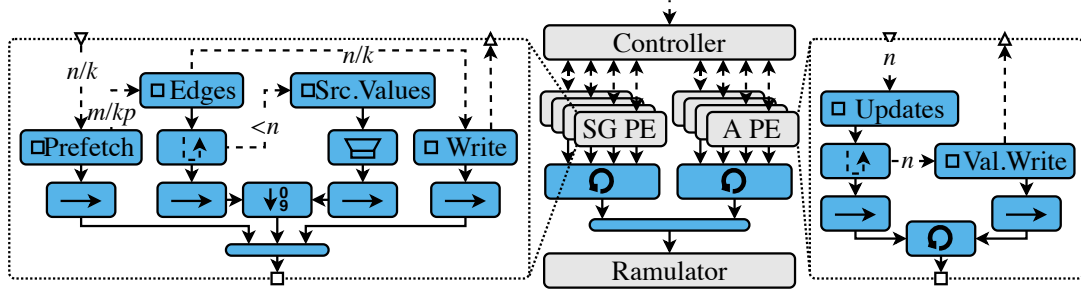 n/k
m/kp
Edges
n/k
Src.Values
<n
Prefetch
Write
0
9
Controller
SG PE
A PE
Ramulator
n
Updates
n
Val.Write